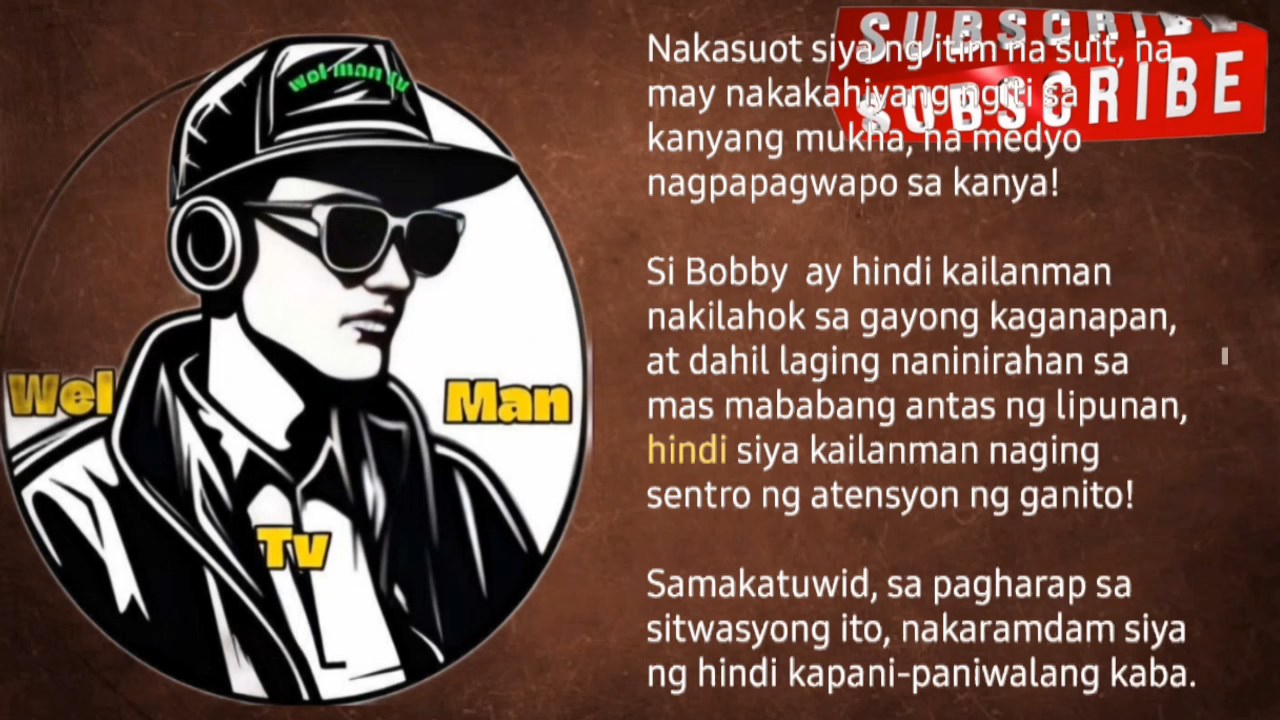 wel man tv
Wel
Man
Tv
SUBSCRIBE
SUBSCRIBE
Nakasuot siya ng itim na suit, na
may nakakahiyang ngiti sa
kanyang mukha, na medyo
nagpapagwapo sa kanya!
Si Bobby ay hindi kailanman
nakilahok sa gayong kaganapan,
at dahil laging naninirahan sa
mas mababang antas ng lipunan,
hindi siya kailanman naging
sentro ng atensyon ng ganito!
Samakatuwid, sa pagharap sa
sitwasyong ito, nakaramdam siya
ng hindi kapani-paniwalang kaba.